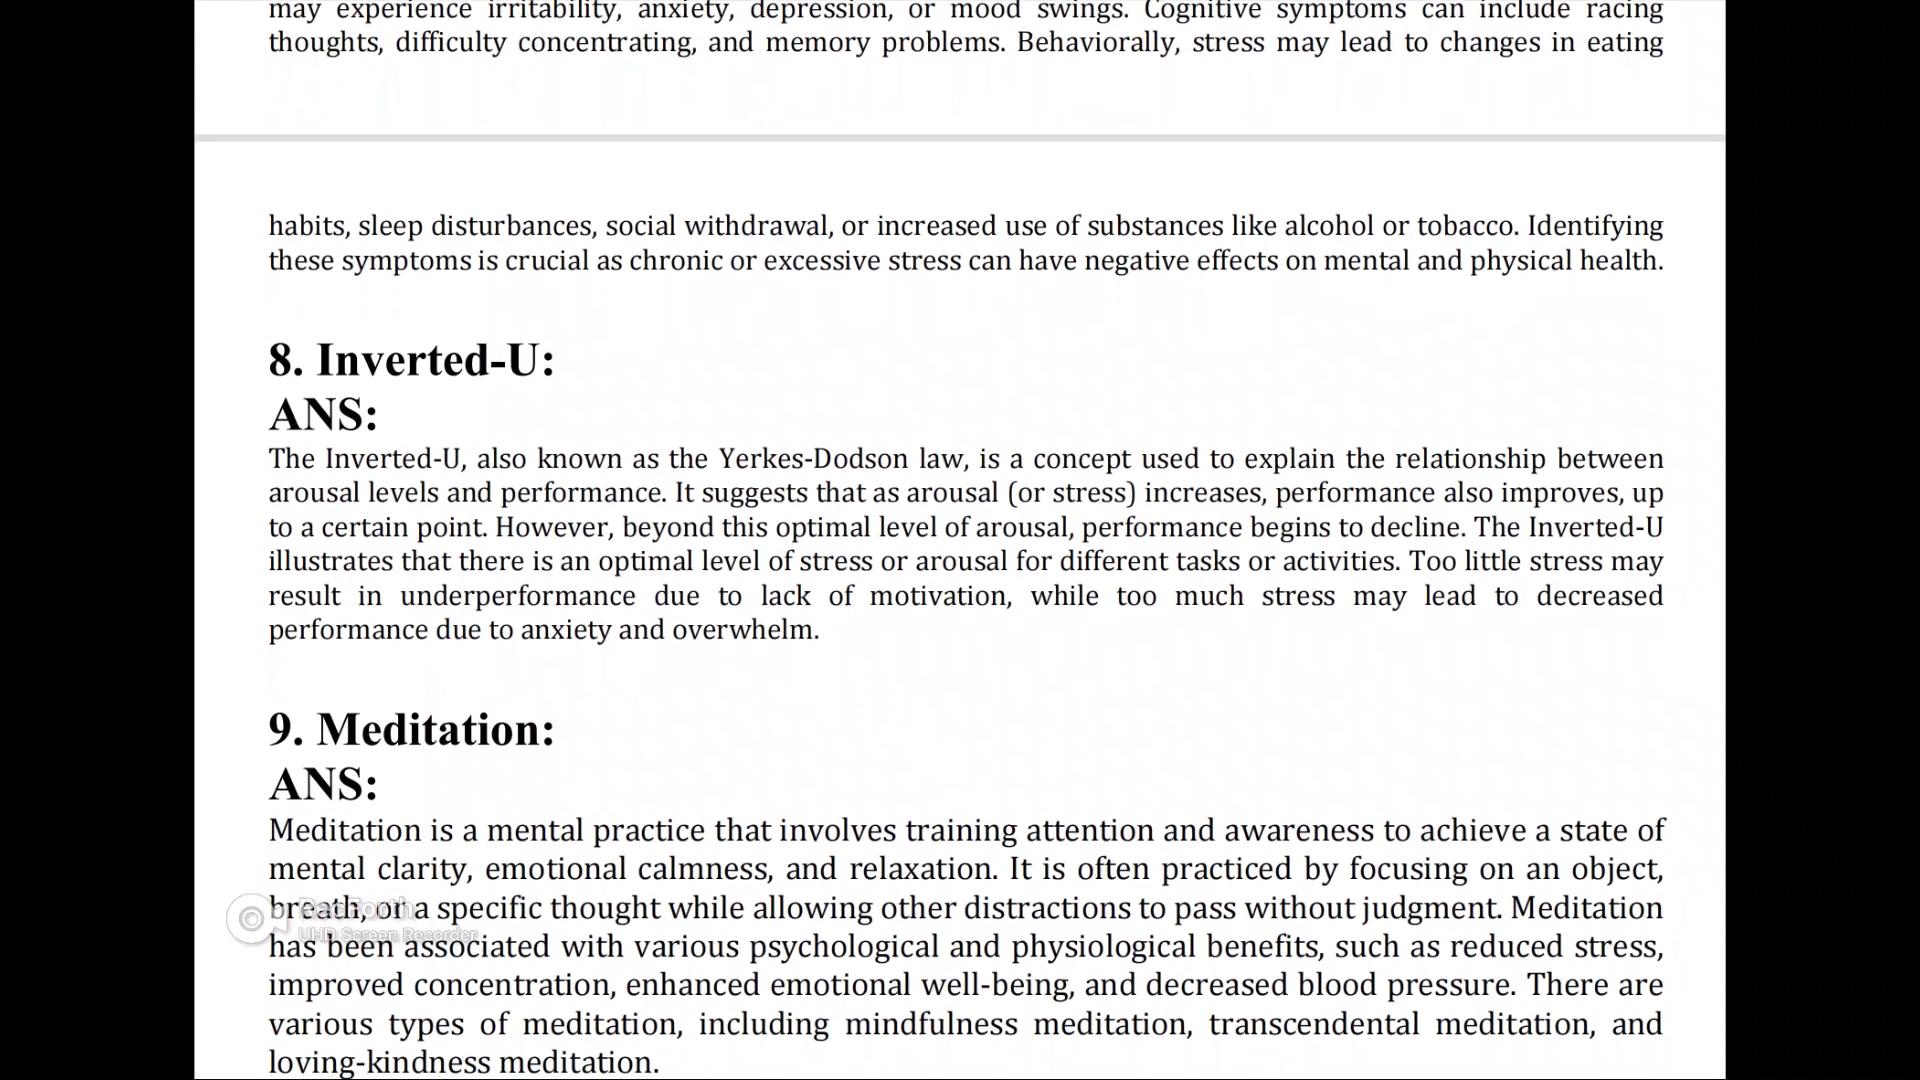 may experience irritability, anxiety, depression, or mood swings. Cognitive symptoms can include racing
thoughts, difficulty concentrating, and memory problems. Behaviorally, stress may lead to changes in eating
habits, sleep disturbances, social withdrawal, or increased use of substances like alcohol or tobacco. Identifying
these symptoms is crucial as chronic or excessive stress can have negative effects on mental and physical health.
8. Inverted-U:
ANS:
The Inverted-U, also known as the Yerkes-Dodson law, is a concept used to explain the relationship between
arousal levels and performance. It suggests that as arousal (or stress) increases, performance also improves, up
to a certain point. However, beyond this optimal level of arousal, performance begins to decline. The Inverted-U
illustrates that there is an optimal level of stress or arousal for different tasks or activities. Too little stress may
result in underperformance due to lack of motivation, while too much stress may lead to decreased
performance due to anxiety and overwhelm.
9. Meditation:
ANS:
Meditation is a mental practice that involves training attention and awareness to achieve a state of
mental clarity, emotional calmness, and relaxation. It is often practiced by focusing on an object,
breath, or a specific thought while allowing other distractions to pass without judgment. Meditation
RecForth
UHD Screen Recorder
has been associated with various psychological and physiological benefits, such as reduced stress,
improved concentration, enhanced emotional well-being, and decreased blood pressure. There are
various types of meditation, including mindfulness meditation, transcendental meditation, and
loving-kindness meditation.